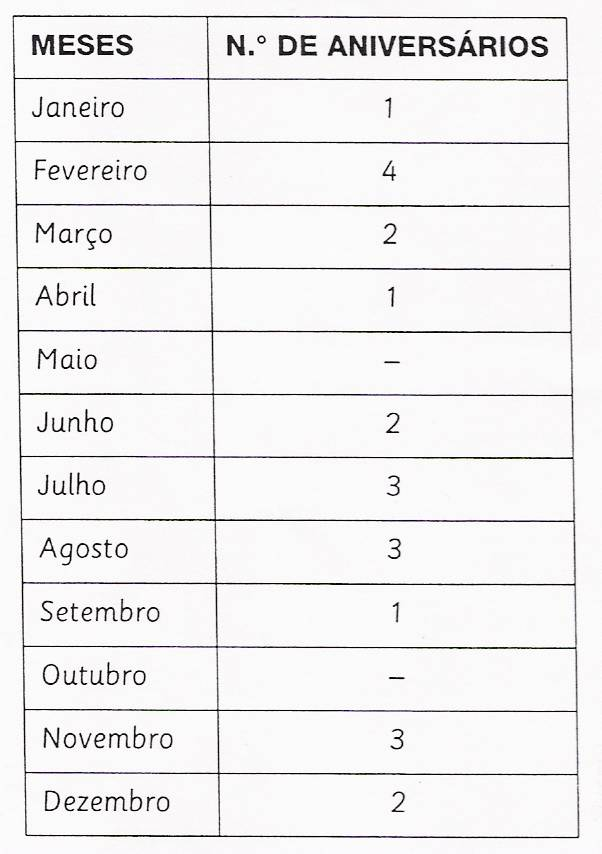 MESES N.° DE ANIVERSÁRIOS
Janeiro 1
Fevereiro 4
Março 2
Abril 1
Maio –
Junho 2
Julho 3
Agosto 3
Setembro 1
Outubro –
Novembro 3
Dezembro 2